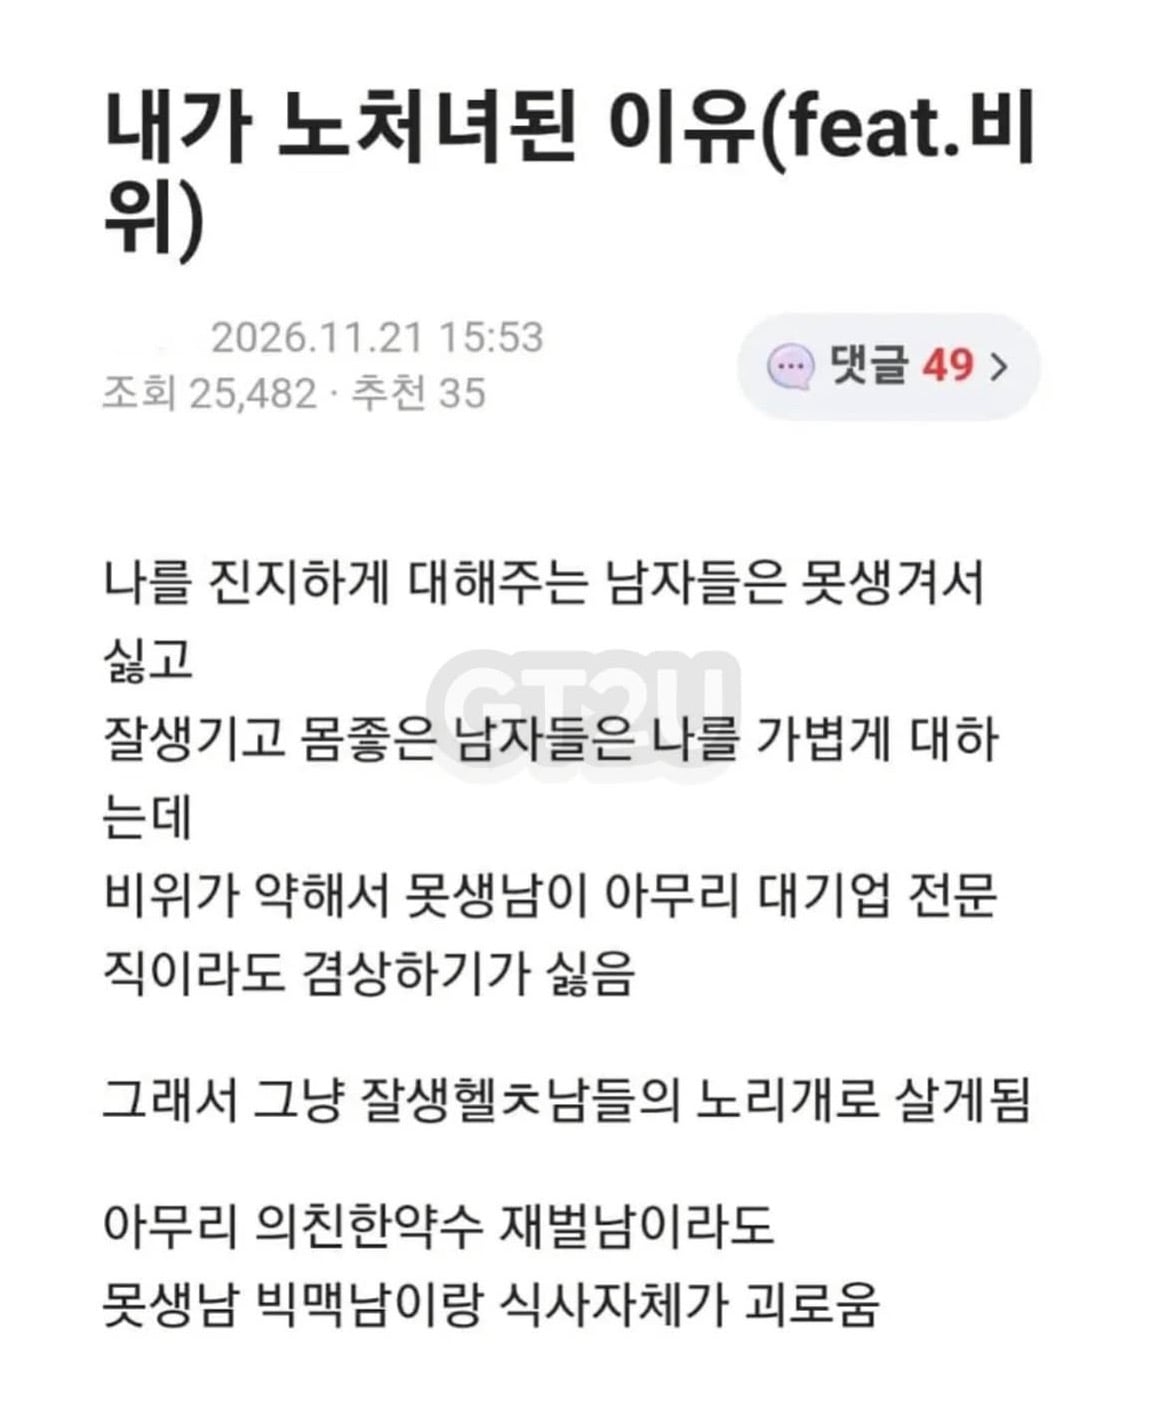 내가 노처녀된 이유(feat.비
위)
2026.11.21 15:53
조회 25,482 · 추천 35
댓글 49 >
나를 진지하게 대해주는 남자들은 못생겨서
싫고
GT2U
잘생기고 몸좋은 남자들은 나를 가볍게 대하
는데
비위가 약해서 못생남이 아무리 대기업 전문
직이라도 겸상하기가 싫음
그래서 그냥 잘생헬ㅊ남들의 노리개로 살게됨
아무리 의친한약수 재벌남이라도
못생남 빅맥남이랑 식사자체가 괴로움